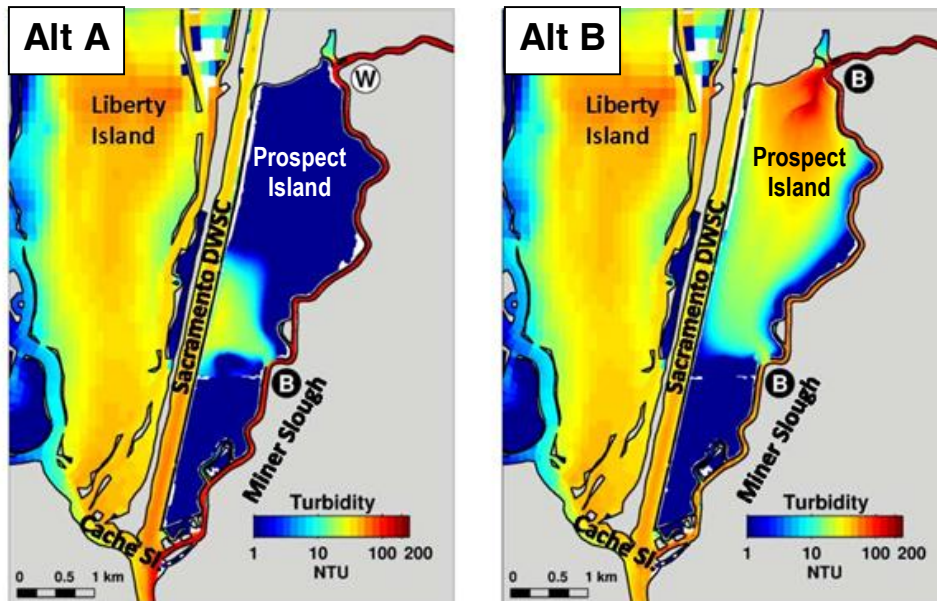 Alt A
Liberty
Island
W
Prospect
Island
Sacramento DWSC
B
Miner Slough
Cache Sl.
Turbidity
1 10 100 200
NTU
0 0.5 1 km
Alt B
Liberty
Island
B
Prospect
Island
Sacramento DWSC
B
Miner Slough
Cache Sl.
Turbidity
1 10 100 200
NTU
0 0.5 1 km